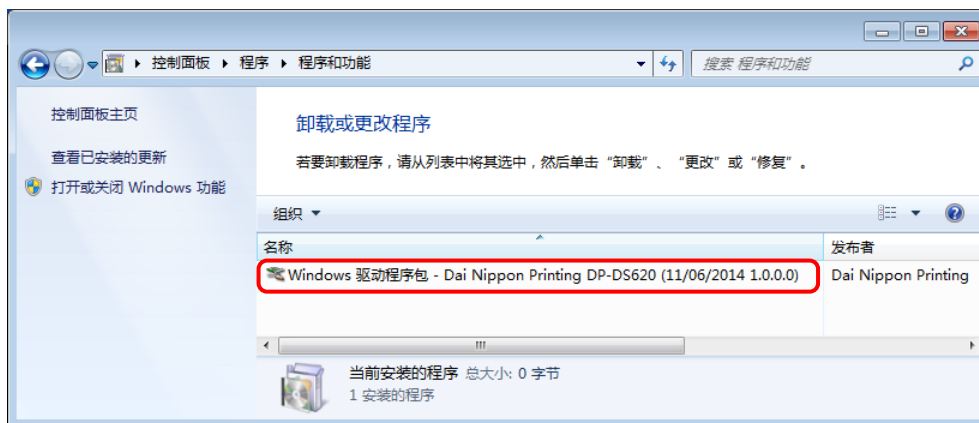 控制面板 ▸ 程序 ▸ 程序和功能
搜索 程序和功能
控制面板主页
查看已安装的更新
打开或关闭 Windows 功能
卸载或更改程序
若要卸载程序，请从列表中将其选中，然后单击“卸载”、“更改”或“修复”。
组织
名称 发布者
Windows 驱动程序包 - Dai Nippon Printing DP-DS620 (11/06/2014 1.0.0.0) Dai Nippon Printing
当前安装的程序 总大小: 0 字节
1 安装的程序